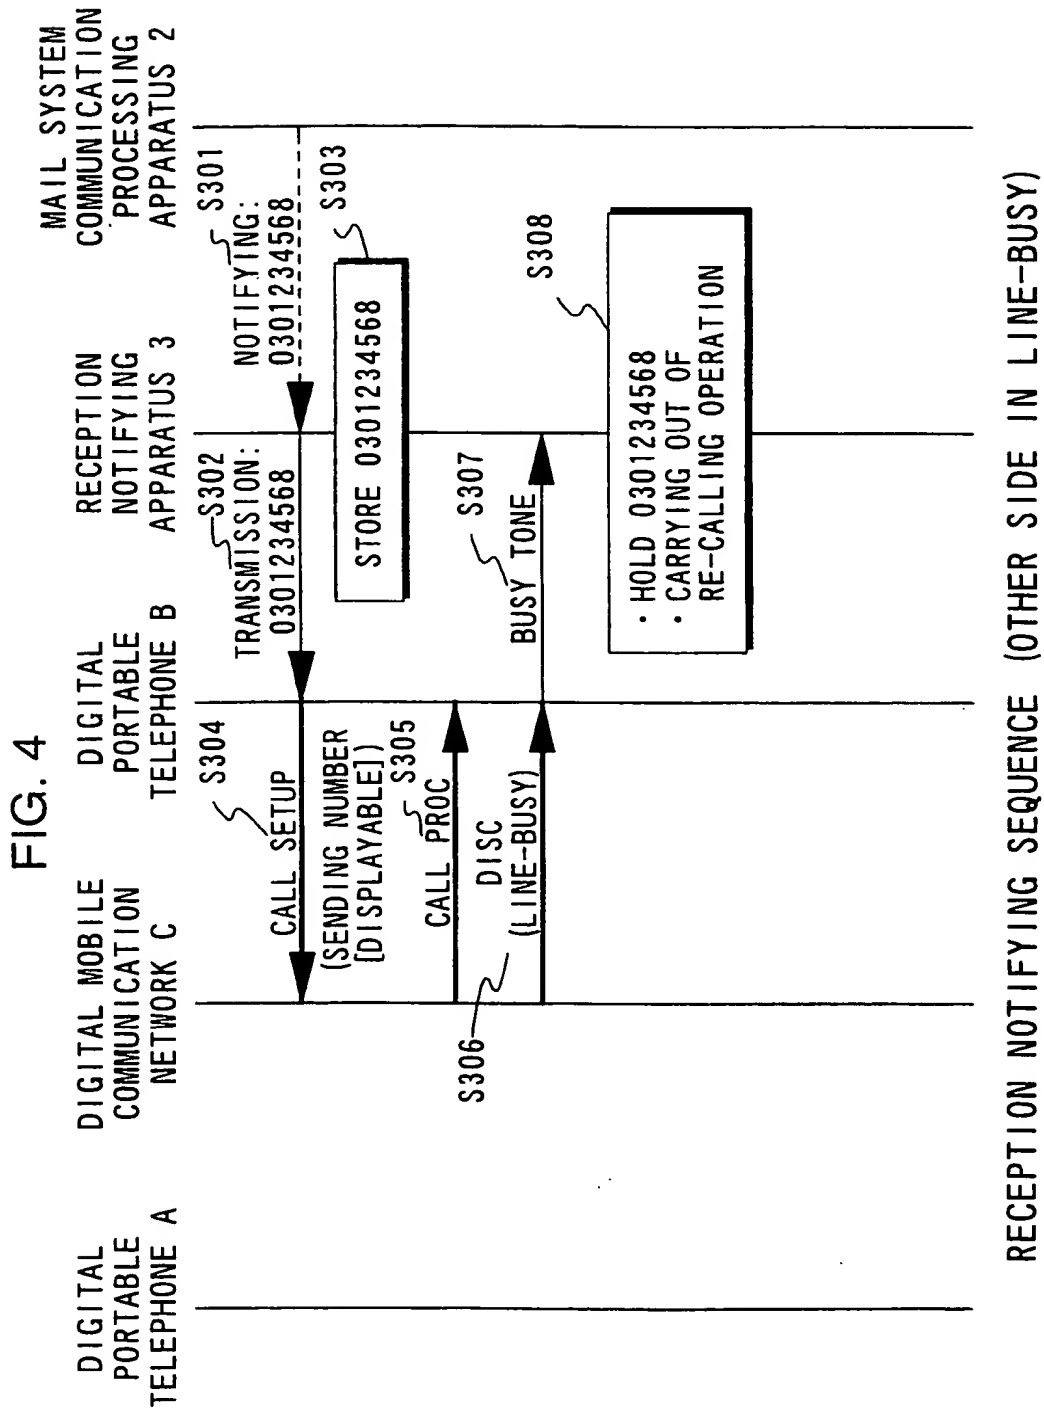 FIG. 4
DIGITAL
PORTABLE
TELEPHONE A
DIGITAL MOBILE
COMMUNICATION
NETWORK C
DIGITAL
PORTABLE
TELEPHONE B
RECEPTION
NOTIFYING
APPARATUS 3
MAIL SYSTEM
COMMUNICATION
PROCESSING
APPARATUS 2
S304
CALL SETUP
(SENDING NUMBER
[DISPLAYABLE])
S302
TRANSMISSION:
0301234568
S301
NOTIFYING:
0301234568
S303
STORE 0301234568
S305
CALL PROC
S306
DISC
(LINE-BUSY)
S307
BUSY TONE
S308
· HOLD 0301234568
· CARRYING OUT OF
RE-CALLING OPERATION
RECEPTION NOTIFYING SEQUENCE (OTHER SIDE IN LINE-BUSY)